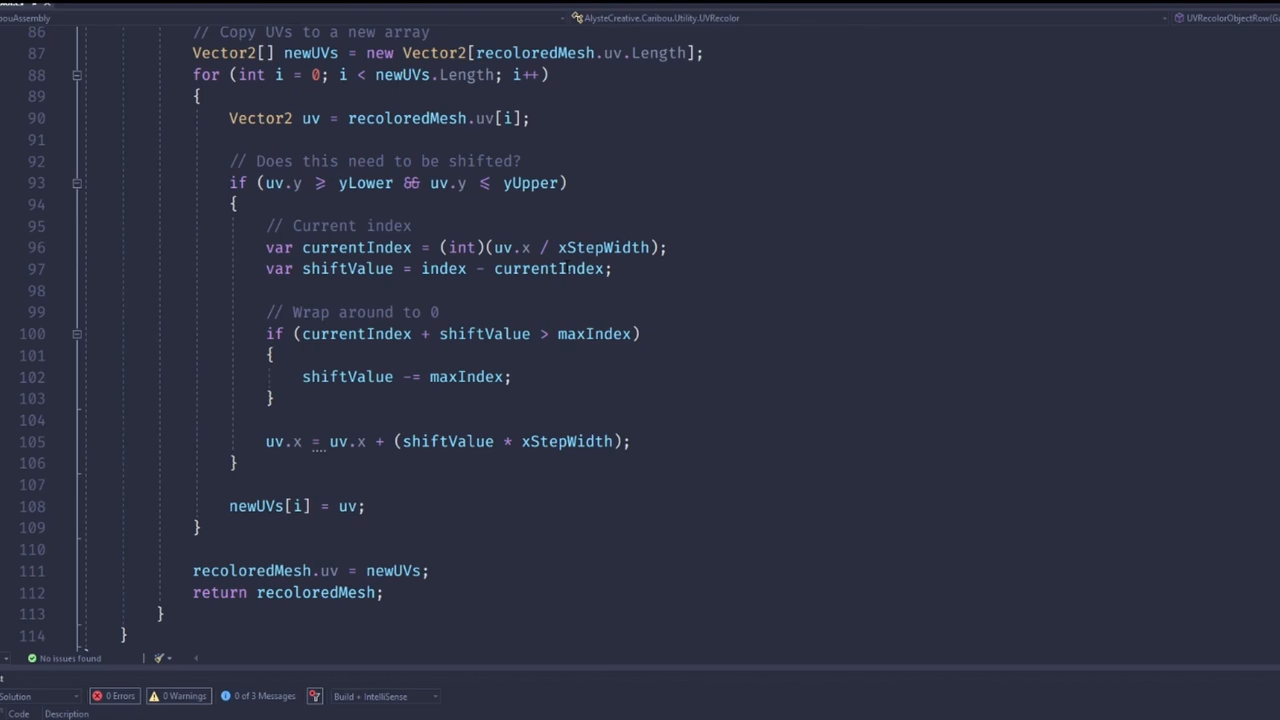 bouAssembly
AlysteCreative.Caribou.Utility.UVRecolor
UVRecolorObjectRow(G
86 // Copy UVs to a new array
87 Vector2[] newUVs = new Vector2[recoloredMesh.uv.Length];
88 for (int i = 0; i < newUVs.Length; i++)
89 {
90 Vector2 uv = recoloredMesh.uv[i];
91
92 // Does this need to be shifted?
93 if (uv.y ≥ yLower && uv.y ≤ yUpper)
94 {
95 // Current index
96 var currentIndex = (int)(uv.x / xStepWidth);
97 var shiftValue = index - currentIndex;
98
99 // Wrap around to 0
100 if (currentIndex + shiftValue > maxIndex)
101 {
102 shiftValue -= maxIndex;
103 }
104
105 uv.x = uv.x + (shiftValue * xStepWidth);
106 }
107
108 newUVs[i] = uv;
109 }
110
111 recoloredMesh.uv = newUVs;
112 return recoloredMesh;
113 }
114 }
No issues found
t
Solution
0 Errors
0 Warnings
0 of 3 Messages
Build + IntelliSense
Code
Description